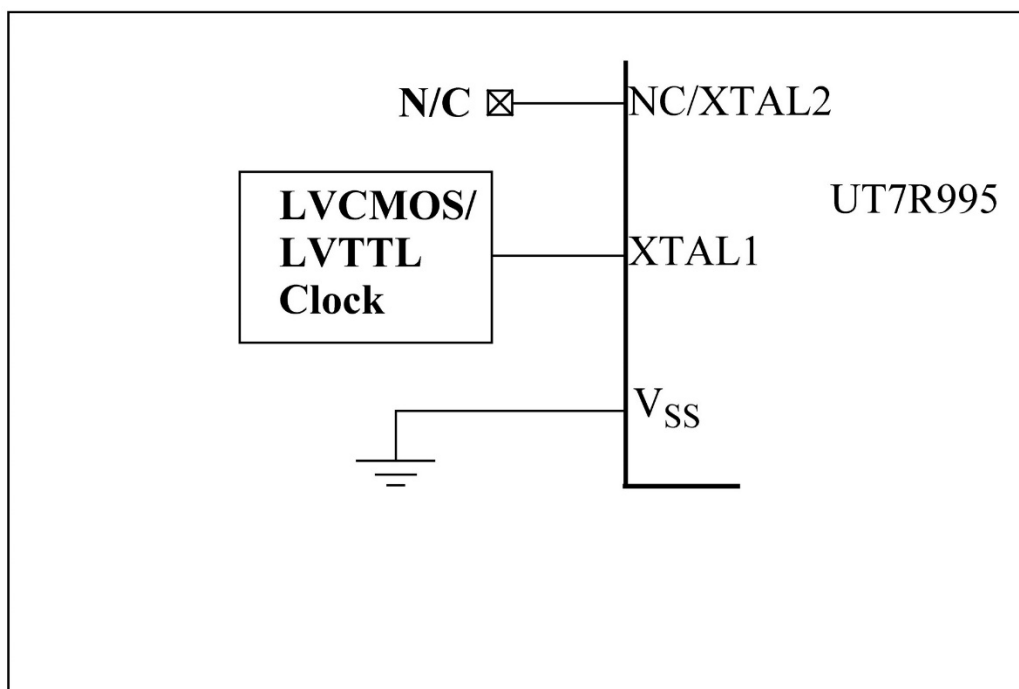 N/C
NC/XTAL2
UT7R995
LVCMOS/
LVTTL
Clock
XTAL1
VSS